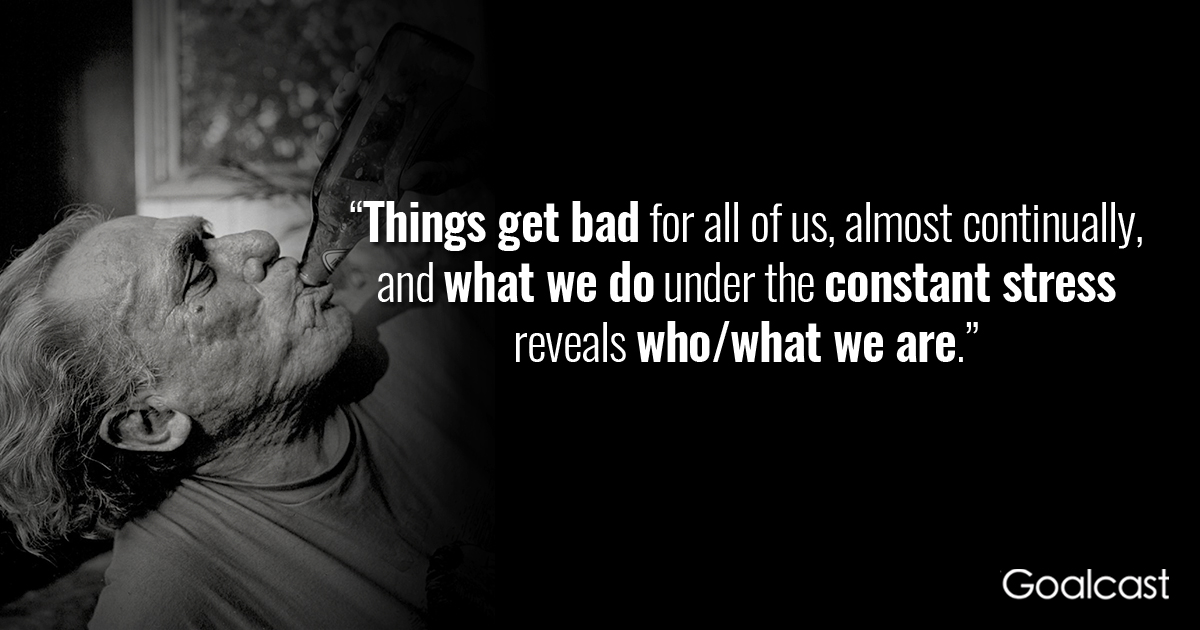 “Things get bad for all of us, almost continually,
and what we do under the constant stress
reveals who/what we are.”
Goalcast